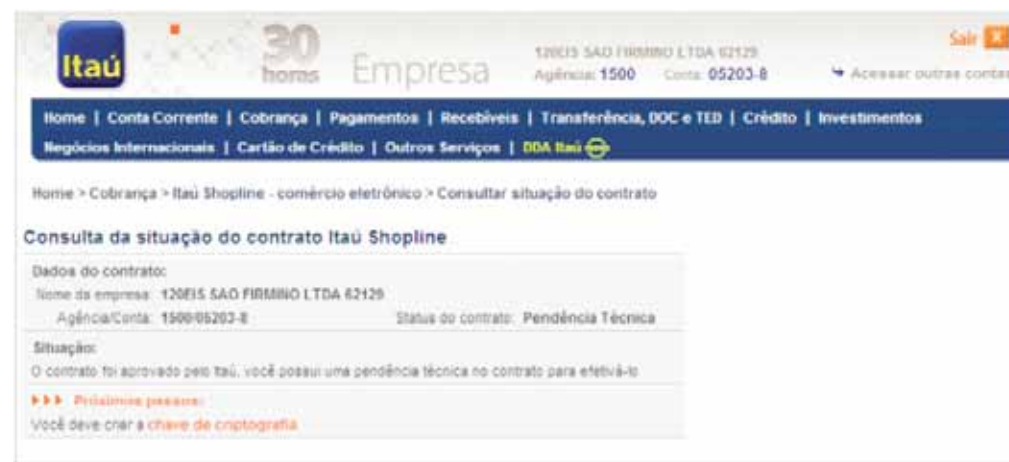 Itaú
30 horas Empresa
120EIS SAO FIRMINO LTDA 62129
Sair X
Agência: 1500 Conta: 05203-8 Acessar outras contas
Home | Conta Corrente | Cobrança | Pagamentos | Recebíveis | Transferência, DOC e TED | Crédito | Investimentos
Negócios Internacionais | Cartão de Crédito | Outros Serviços | DDA Itaú
Home > Cobrança > Itaú Shopline - comércio eletrônico > Consultar situação do contrato
Consulta da situação do contrato Itaú Shopline
Dados do contrato:
Nome da empresa: 120EIS SAO FIRMINO LTDA 62129
Agência/Conta: 1500/05203-8 Status do contrato: Pendência Técnica
Situação:
O contrato foi aprovado pelo Itaú, você possui uma pendência técnica no contrato para efetivá-lo
Próximos passos:
Você deve criar a chave de criptografia